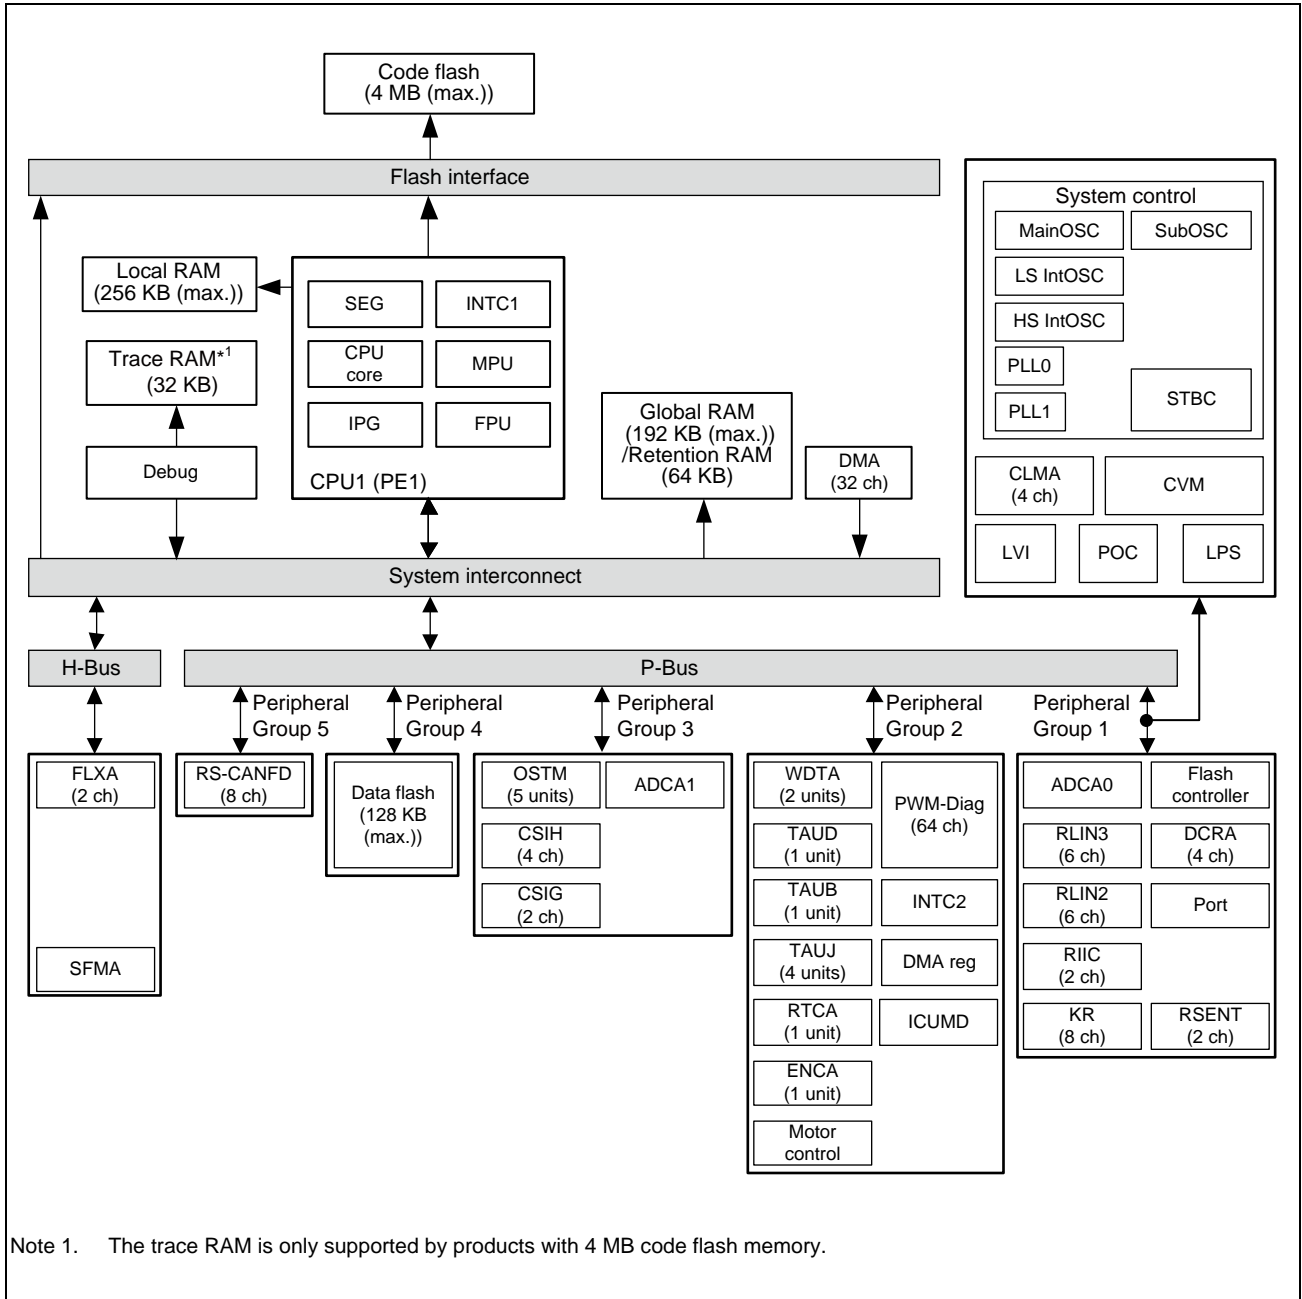 Code flash
(4 MB (max.))
Flash interface
Local RAM
(256 KB (max.))
Trace RAM*1
(32 KB)
Debug
SEG
INTC1
CPU
core
MPU
IPG
FPU
CPU1 (PE1)
Global RAM
(192 KB (max.))
/Retention RAM
(64 KB)
DMA
(32 ch)
System control
MainOSC
SubOSC
LS IntOSC
HS IntOSC
PLL0
PLL1
STBC
CLMA
(4 ch)
CVM
LVI
POC
LPS
System interconnect
H-Bus
P-Bus
Peripheral
Group 5
Peripheral
Group 4
Peripheral
Group 3
Peripheral
Group 2
Peripheral
Group 1
FLXA
(2 ch)
SFMA
RS-CANFD
(8 ch)
Data flash
(128 KB
(max.))
OSTM
(5 units)
ADCA1
CSIH
(4 ch)
CSIG
(2 ch)
WDTA
(2 units)
PWM-Diag
(64 ch)
TAUD
(1 unit)
TAUB
(1 unit)
INTC2
TAUJ
(4 units)
DMA reg
RTCA
(1 unit)
ICUMD
ENCA
(1 unit)
Motor
control
ADCA0
Flash
controller
RLIN3
(6 ch)
DCRA
(4 ch)
RLIN2
(6 ch)
Port
RIIC
(2 ch)
KR
(8 ch)
RSENT
(2 ch)
Note 1. The trace RAM is only supported by products with 4 MB code flash memory.